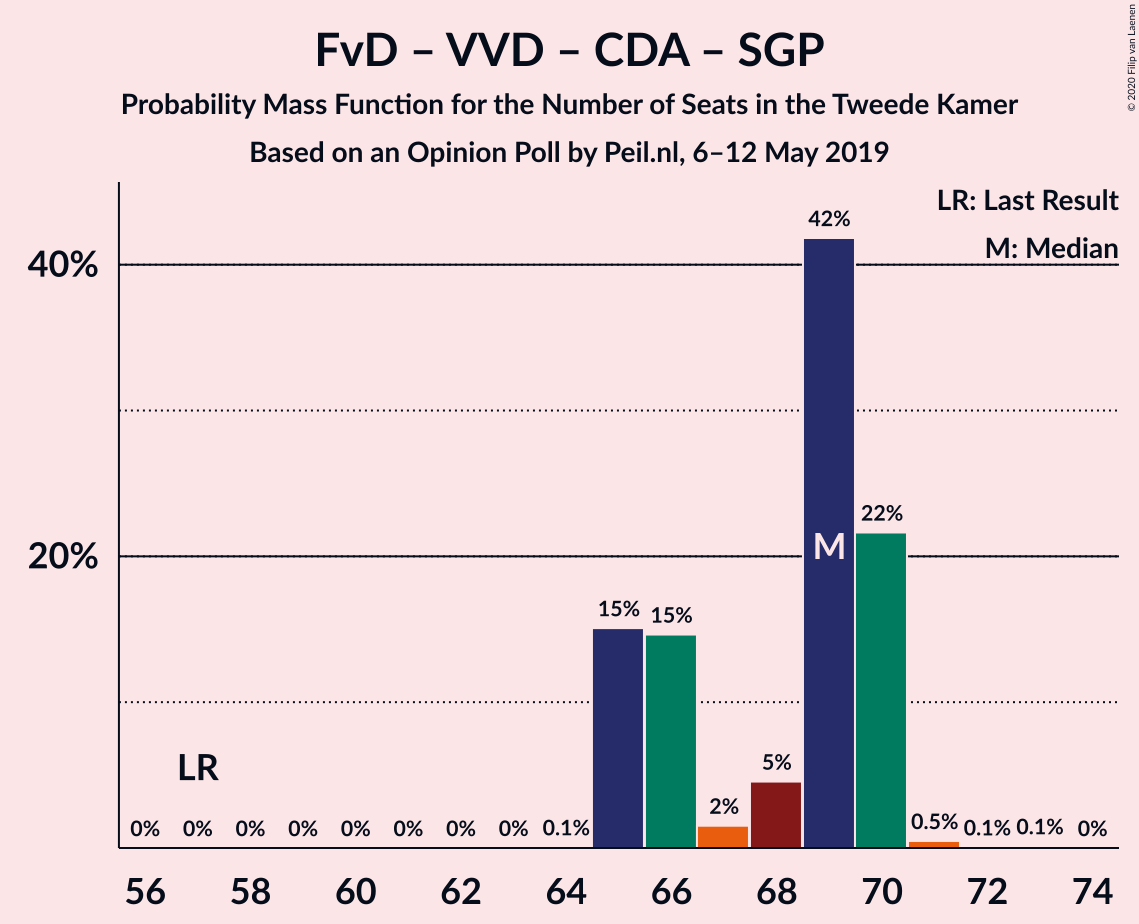 FvD – VVD – CDA – SGP
Probability Mass Function for the Number of Seats in the Tweede Kamer
Based on an Opinion Poll by Peil.nl, 6–12 May 2019
© 2020 Filip van Laenen
LR: Last Result
M: Median
42%
40%
22%
M
20%
15%
15%
LR
5%
2%
0% 0% 0% 0% 0% 0% 0% 0% 0.1% 0.5% 0.1% 0.1% 0%
56 58 60 62 64 66 68 70 72 74